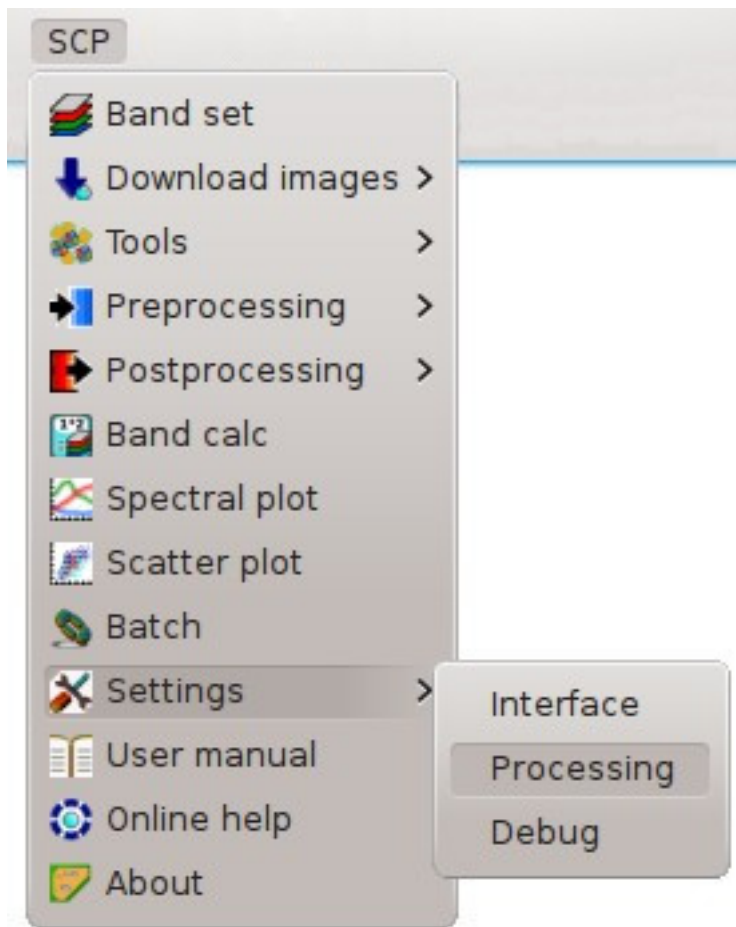 SCP
Band set
Download images
Tools
Preprocessing
Postprocessing
Band calc
Spectral plot
Scatter plot
Batch
Settings
Interface
Processing
Debug
User manual
Online help
About